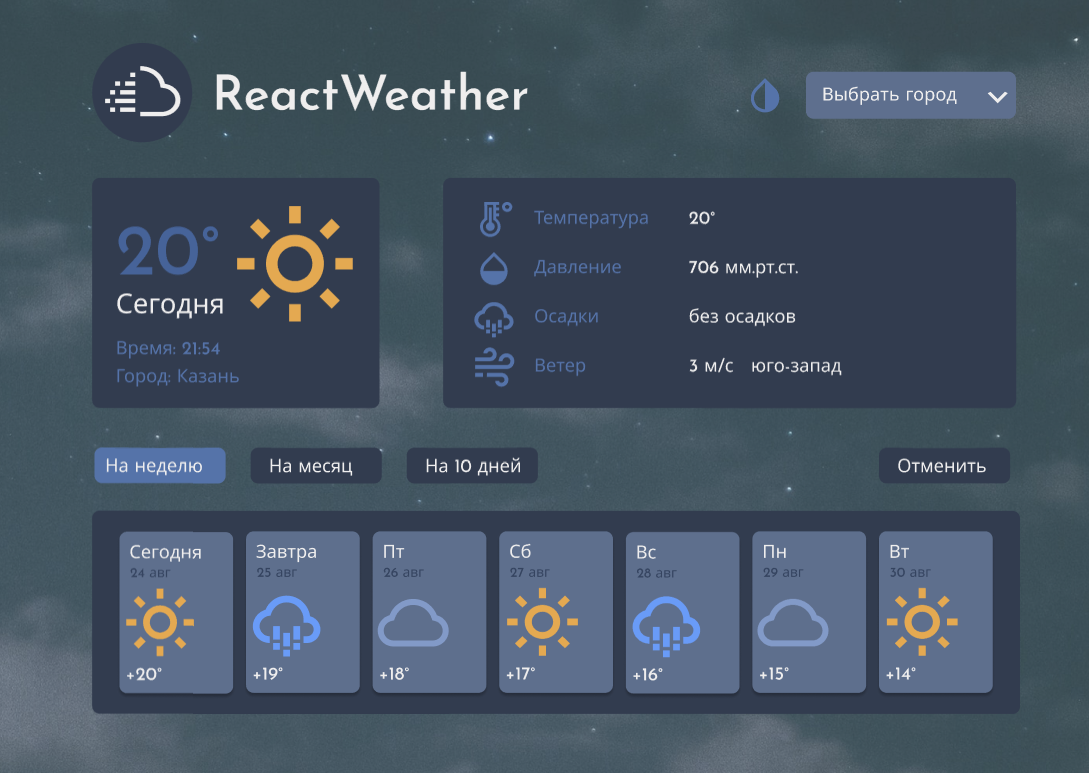 ReactWeather
Выбрать город
20°
Сегодня
Время: 21:54
Город: Казань
Температура 20°
Давление 706 мм.рт.ст.
Осадки без осадков
Ветер 3 м/с юго-запад
На неделю
На месяц
На 10 дней
Отменить
Сегодня
24 авг
+20°
Завтра
25 авг
+19°
Пт
26 авг
+18°
Сб
27 авг
+17°
Вс
28 авг
+16°
Пн
29 авг
+15°
Вт
30 авг
+14°